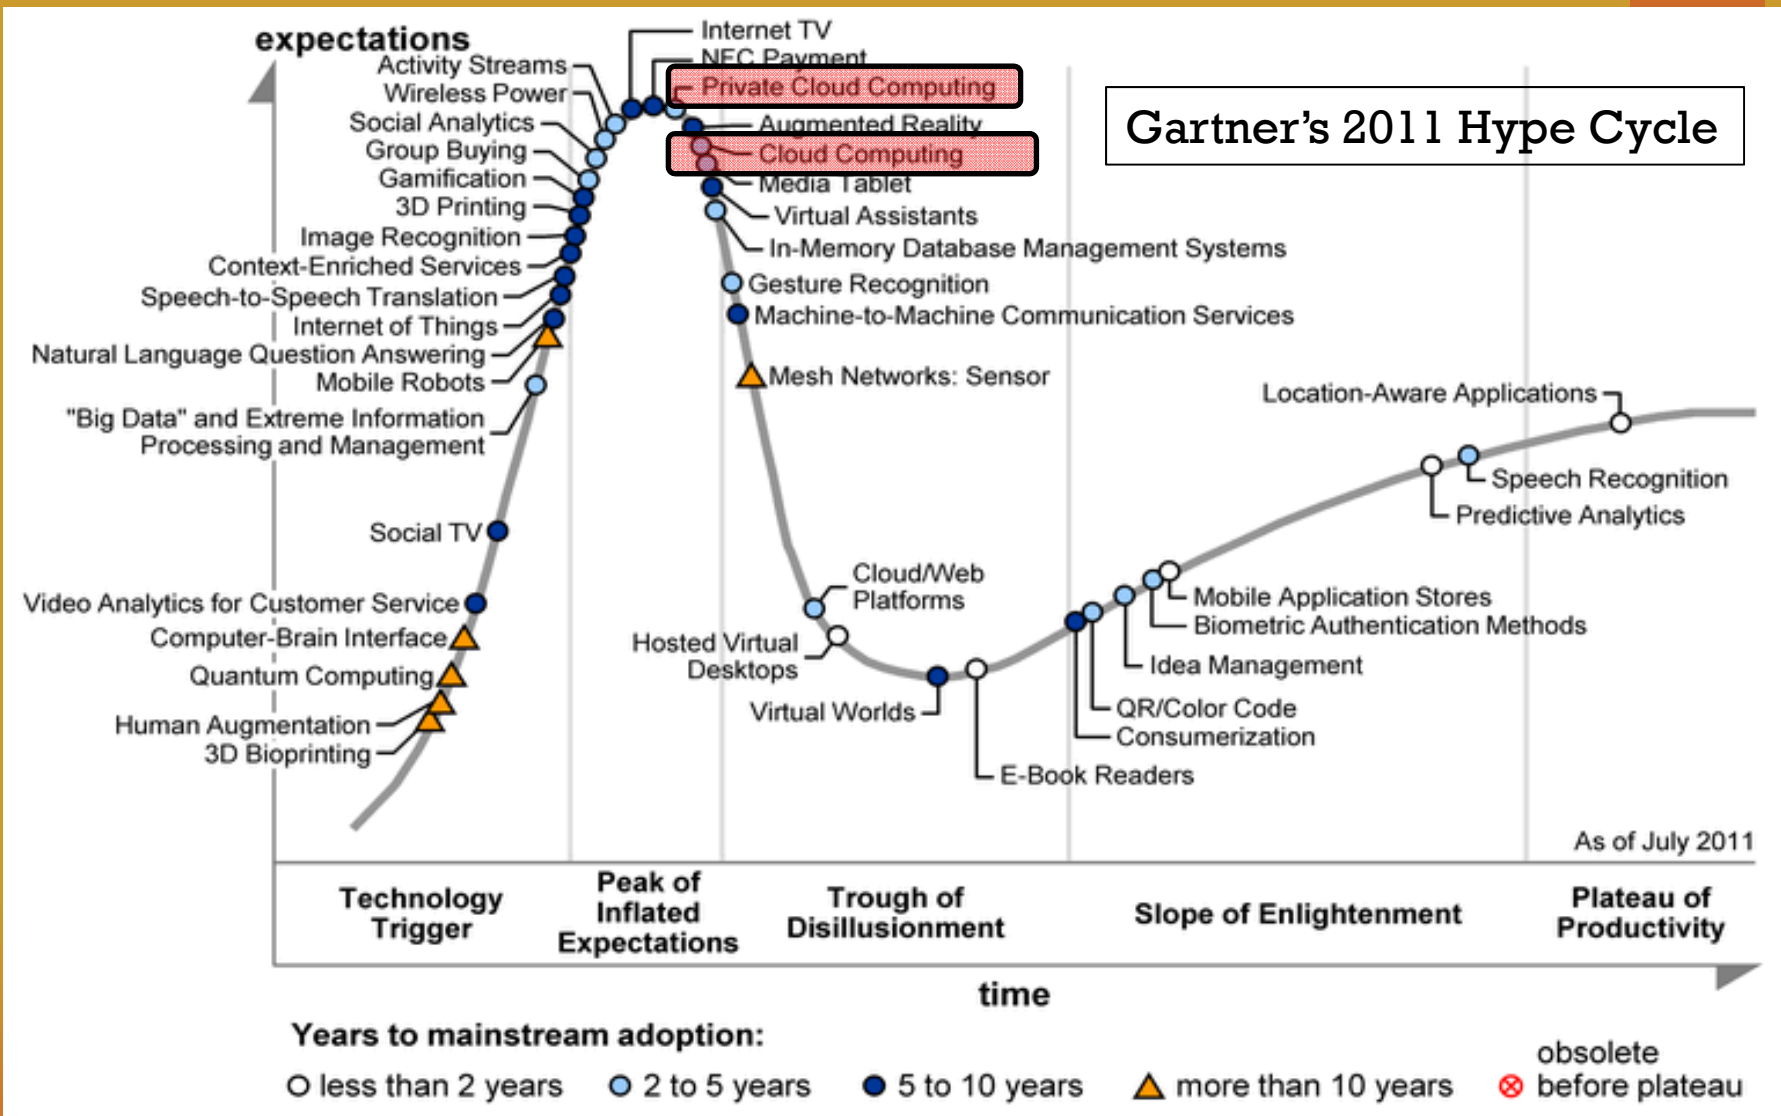 expectations
Gartner's 2011 Hype Cycle
Activity Streams
Wireless Power
Social Analytics
Group Buying
Gamification
3D Printing
Image Recognition
Context-Enriched Services
Speech-to-Speech Translation
Internet of Things
Natural Language Question Answering
Mobile Robots
"Big Data" and Extreme Information
Processing and Management
Social TV
Video Analytics for Customer Service
Computer-Brain Interface
Quantum Computing
Human Augmentation
3D Bioprinting
Internet TV
NFC Payment
Private Cloud Computing
Augmented Reality
Cloud Computing
Media Tablet
Virtual Assistants
In-Memory Database Management Systems
Gesture Recognition
Machine-to-Machine Communication Services
Mesh Networks: Sensor
Cloud/Web
Platforms
Hosted Virtual
Desktops
Virtual Worlds
E-Book Readers
Consumerization
QR/Color Code
Idea Management
Biometric Authentication Methods
Mobile Application Stores
Predictive Analytics
Speech Recognition
Location-Aware Applications
As of July 2011
Technology
Trigger
Peak of
Inflated
Expectations
Trough of
Disillusionment
Slope of Enlightenment
Plateau of
Productivity
time
Years to mainstream adoption:
less than 2 years
2 to 5 years
5 to 10 years
more than 10 years
obsolete
before plateau